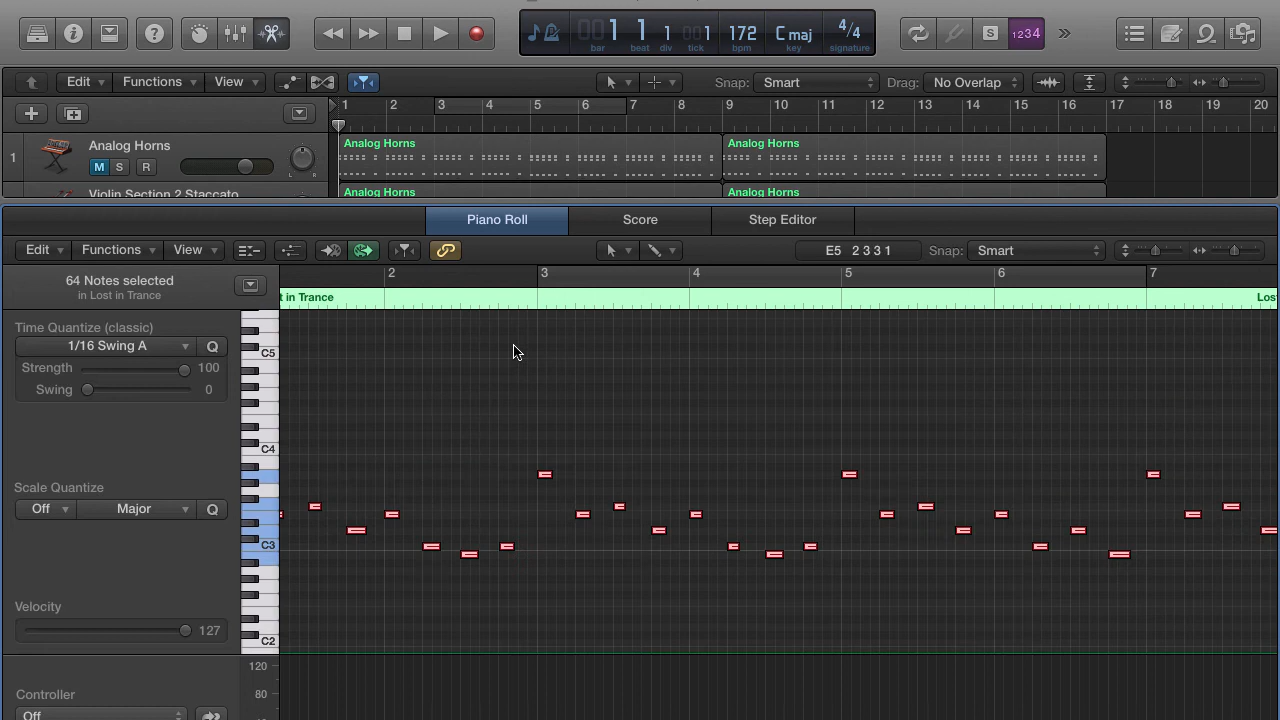 001 1 1 001 172 C maj 4/4
bar beat div tick bpm key signature
S 1234
Edit Functions View Snap: Smart Drag: No Overlap
1 2 3 4 5 6 7 8 9 10 11 12 13 14 15 16 17 18 19 20
1 Analog Horns Analog Horns Analog Horns
M S R L R
Violin Section 2 Staccato Analog Horns Analog Horns
Piano Roll Score Step Editor
Edit Functions View E5 2 3 3 1 Snap: Smart
64 Notes selected
in Lost in Trance
2 3 4 5 6 7
t in Trance Los
Time Quantize (classic)
1/16 Swing A Q
Strength 100
Swing 0
C5
C4
Scale Quantize
Off Major Q
C3
Velocity
127
C2
120
80
Controller
Off